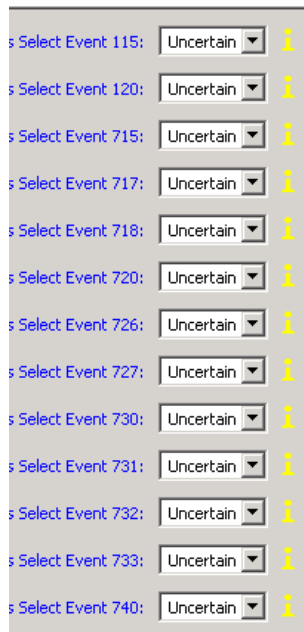 s Select Event 115: Uncertain
s Select Event 120: Uncertain
s Select Event 715: Uncertain
s Select Event 717: Uncertain
s Select Event 718: Uncertain
s Select Event 720: Uncertain
s Select Event 726: Uncertain
s Select Event 727: Uncertain
s Select Event 730: Uncertain
s Select Event 731: Uncertain
s Select Event 732: Uncertain
s Select Event 733: Uncertain
s Select Event 740: Uncertain